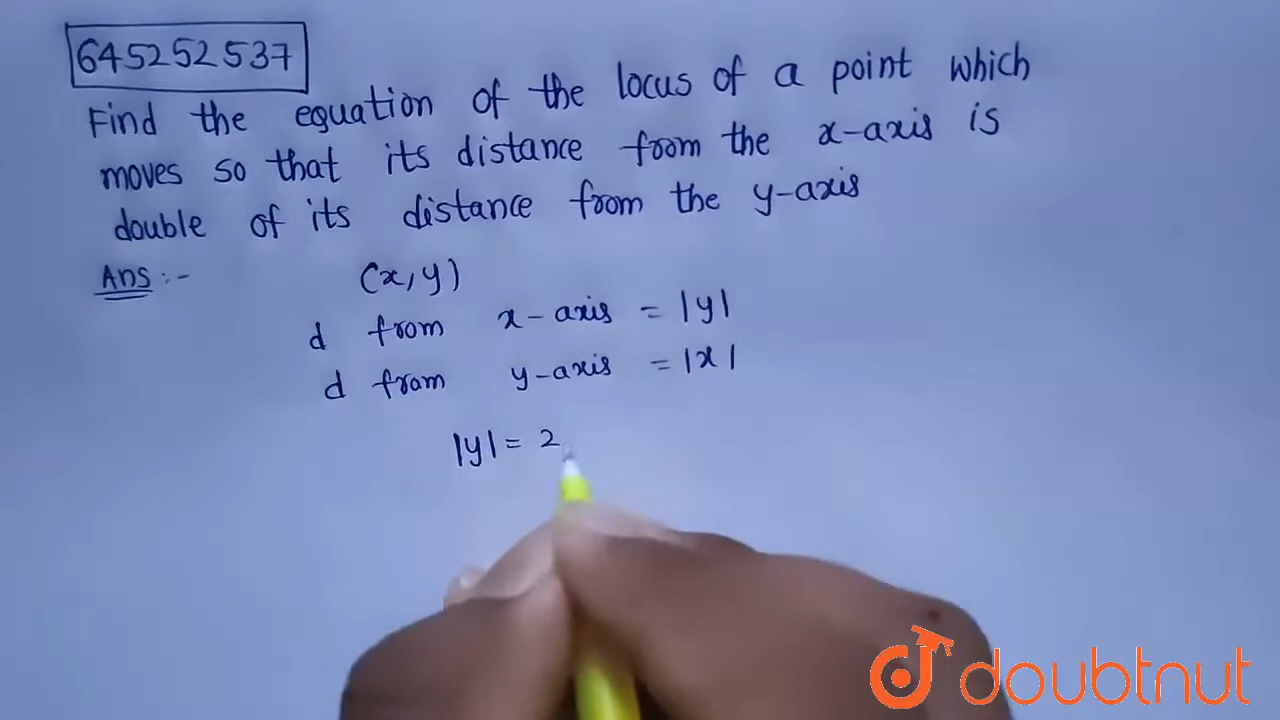 645252537
Find the equation of the locus of a point which
moves so that its distance from the x-axis is
double of its distance from the y-axis
Ans :- (x, y)
d from x-axis = |y|
d from y-axis = |x|
|y| = 2
doubtnut